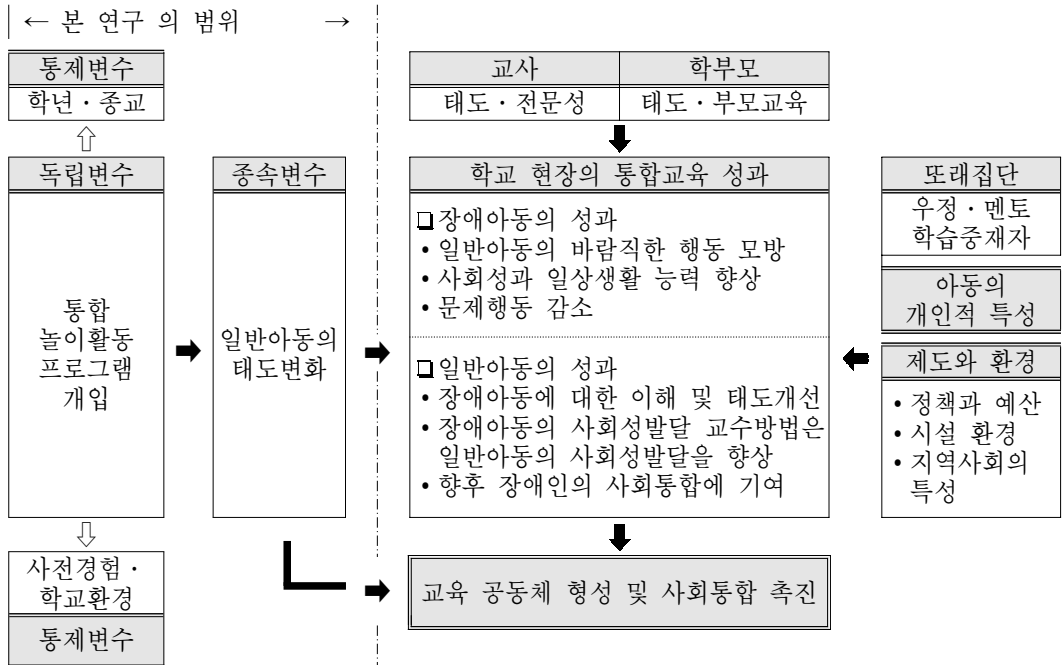 ← 본 연구 의 범위 →
통제변수
학년·종교
독립변수
통합
놀이활동
프로그램
개입
사전경험·
학교환경
통제변수
종속변수
일반아동의
태도변화
교사 학부모
태도·전문성 태도·부모교육
학교 현장의 통합교육 성과
❑장애아동의 성과
• 일반아동의 바람직한 행동 모방
• 사회성과 일상생활 능력 향상
• 문제행동 감소
❑일반아동의 성과
• 장애아동에 대한 이해 및 태도개선
• 장애아동의 사회성발달 교수방법은
일반아동의 사회성발달을 향상
• 향후 장애인의 사회통합에 기여
교육 공동체 형성 및 사회통합 촉진
또래집단
우정·멘토
학습중재자
아동의
개인적 특성
제도와 환경
• 정책과 예산
• 시설 환경
• 지역사회의
특성